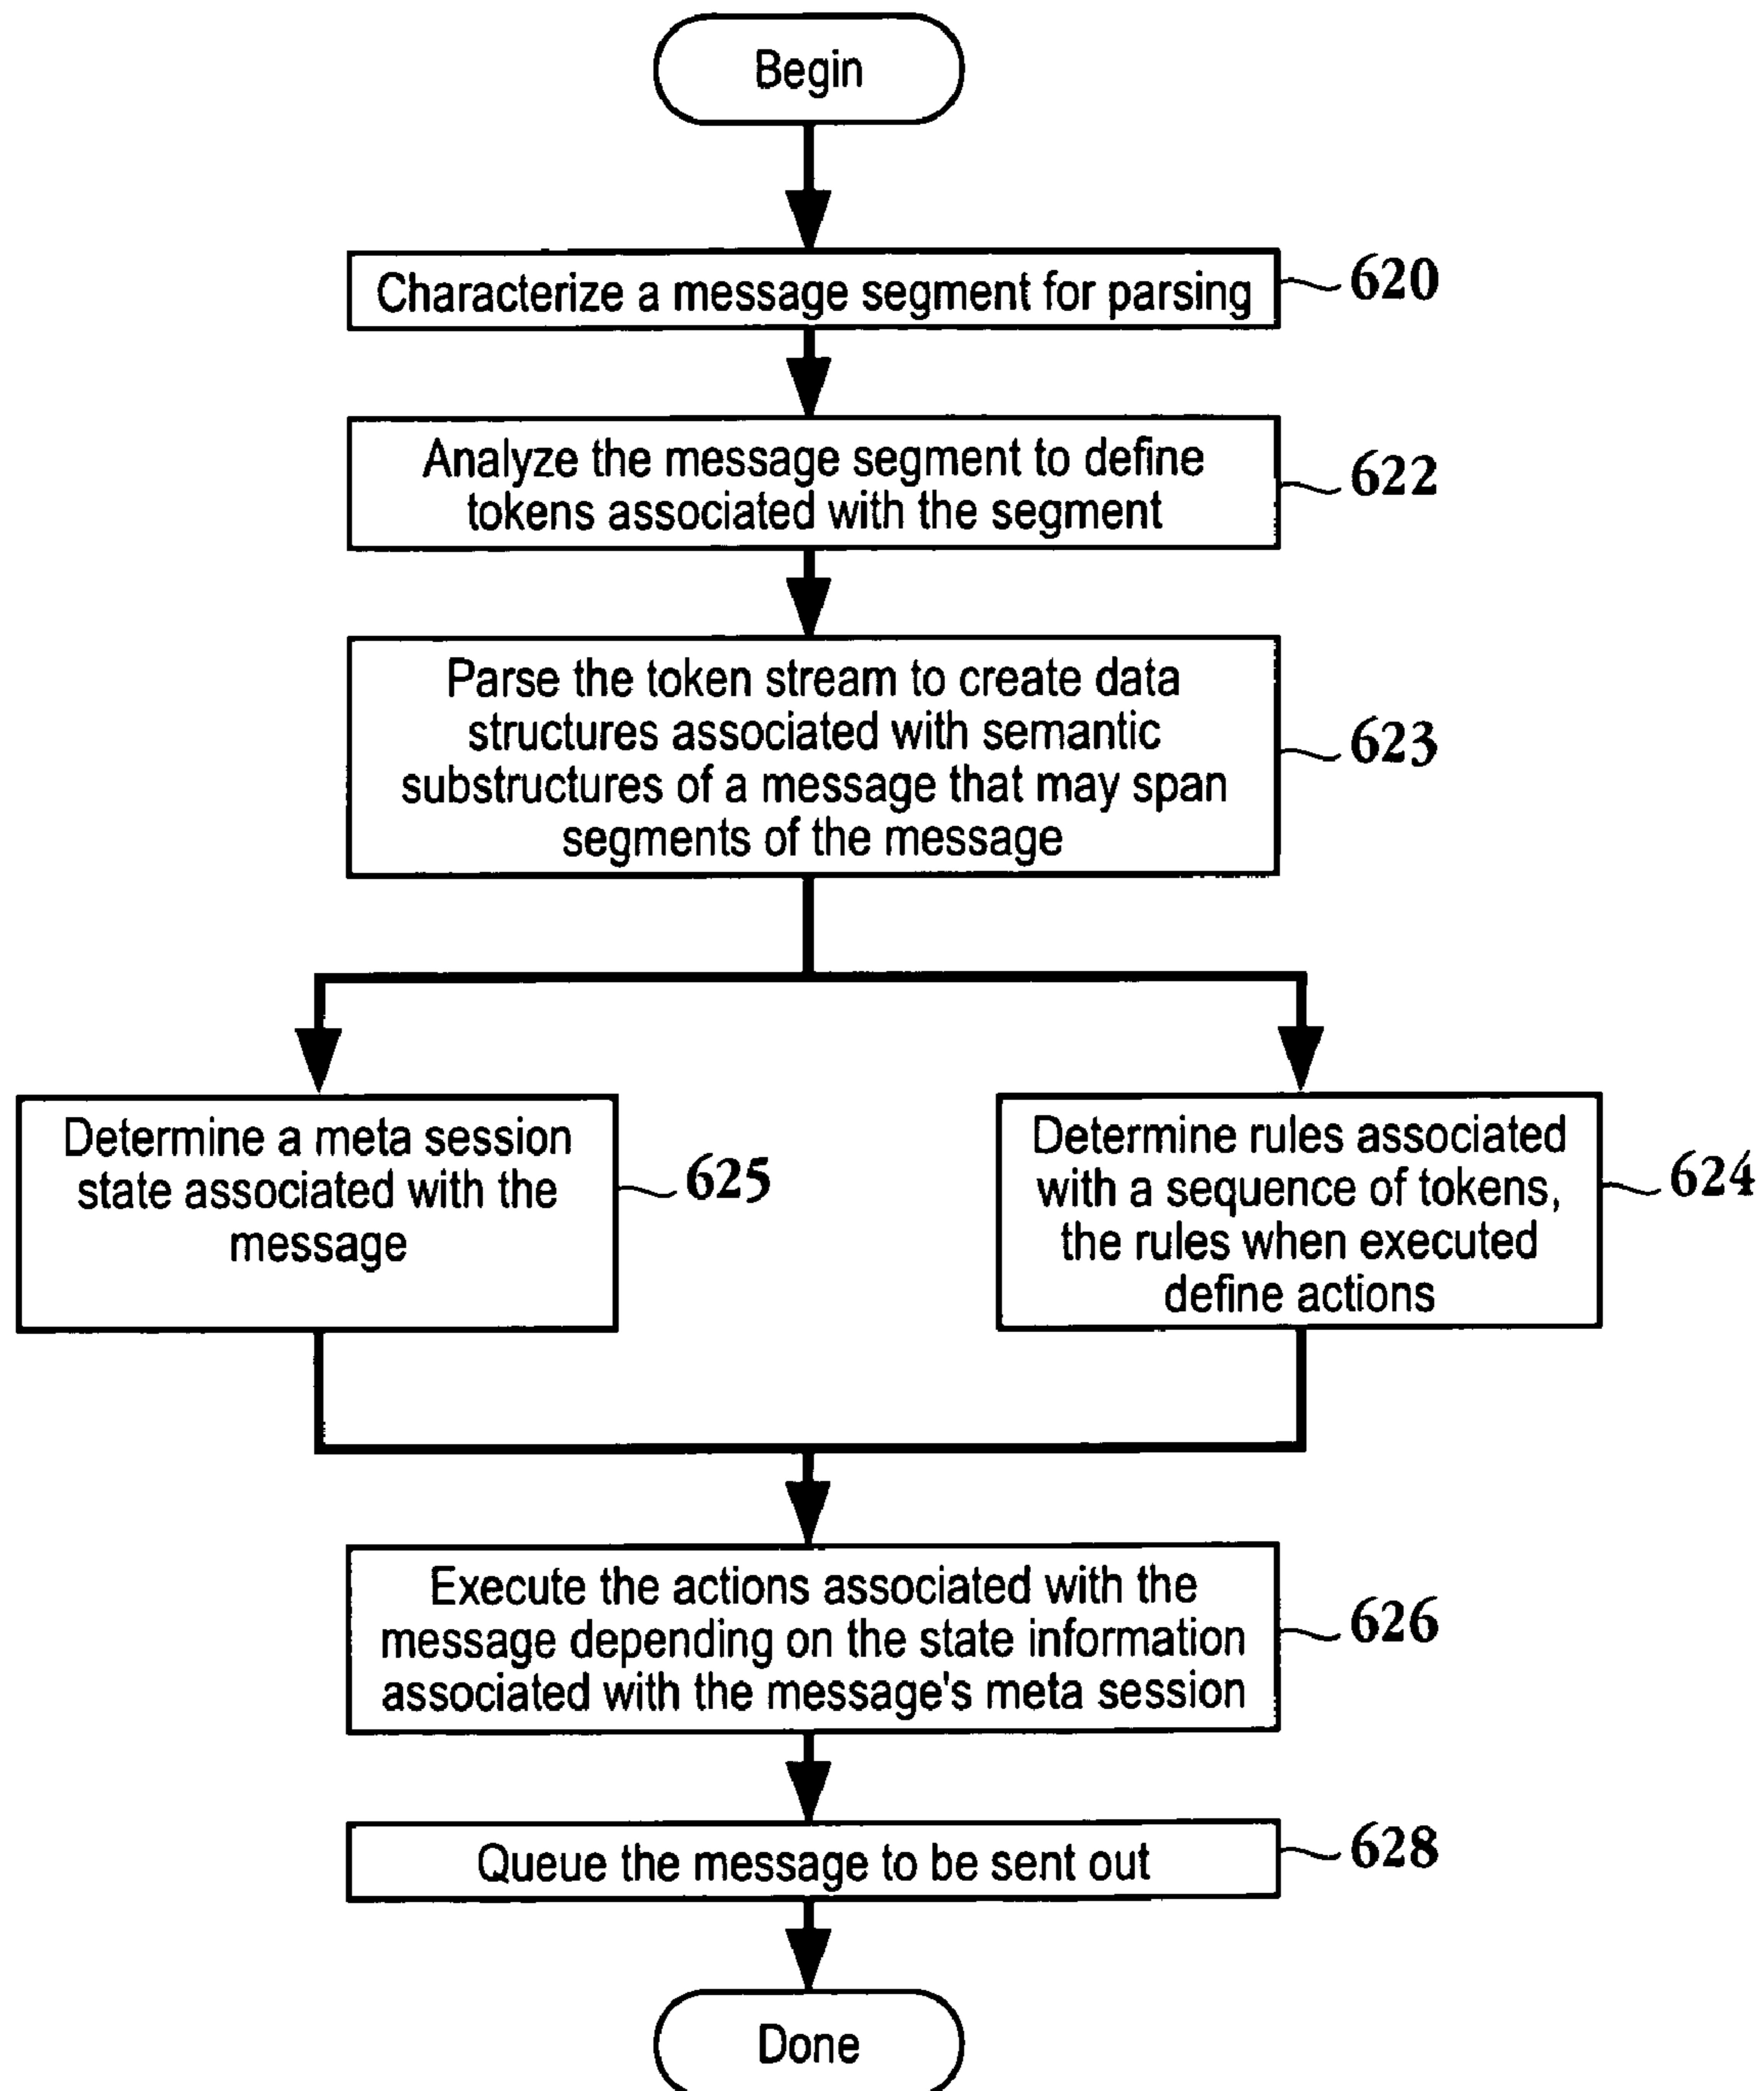 Begin
Characterize a message segment for parsing
620
Analyze the message segment to define
tokens associated with the segment
622
Parse the token stream to create data
structures associated with semantic
substructures of a message that may span
segments of the message
623
Determine a meta session
state associated with the
message
625
Determine rules associated
with a sequence of tokens,
the rules when executed
define actions
624
Execute the actions associated with the
message depending on the state information
associated with the message's meta session
626
Queue the message to be sent out
628
Done